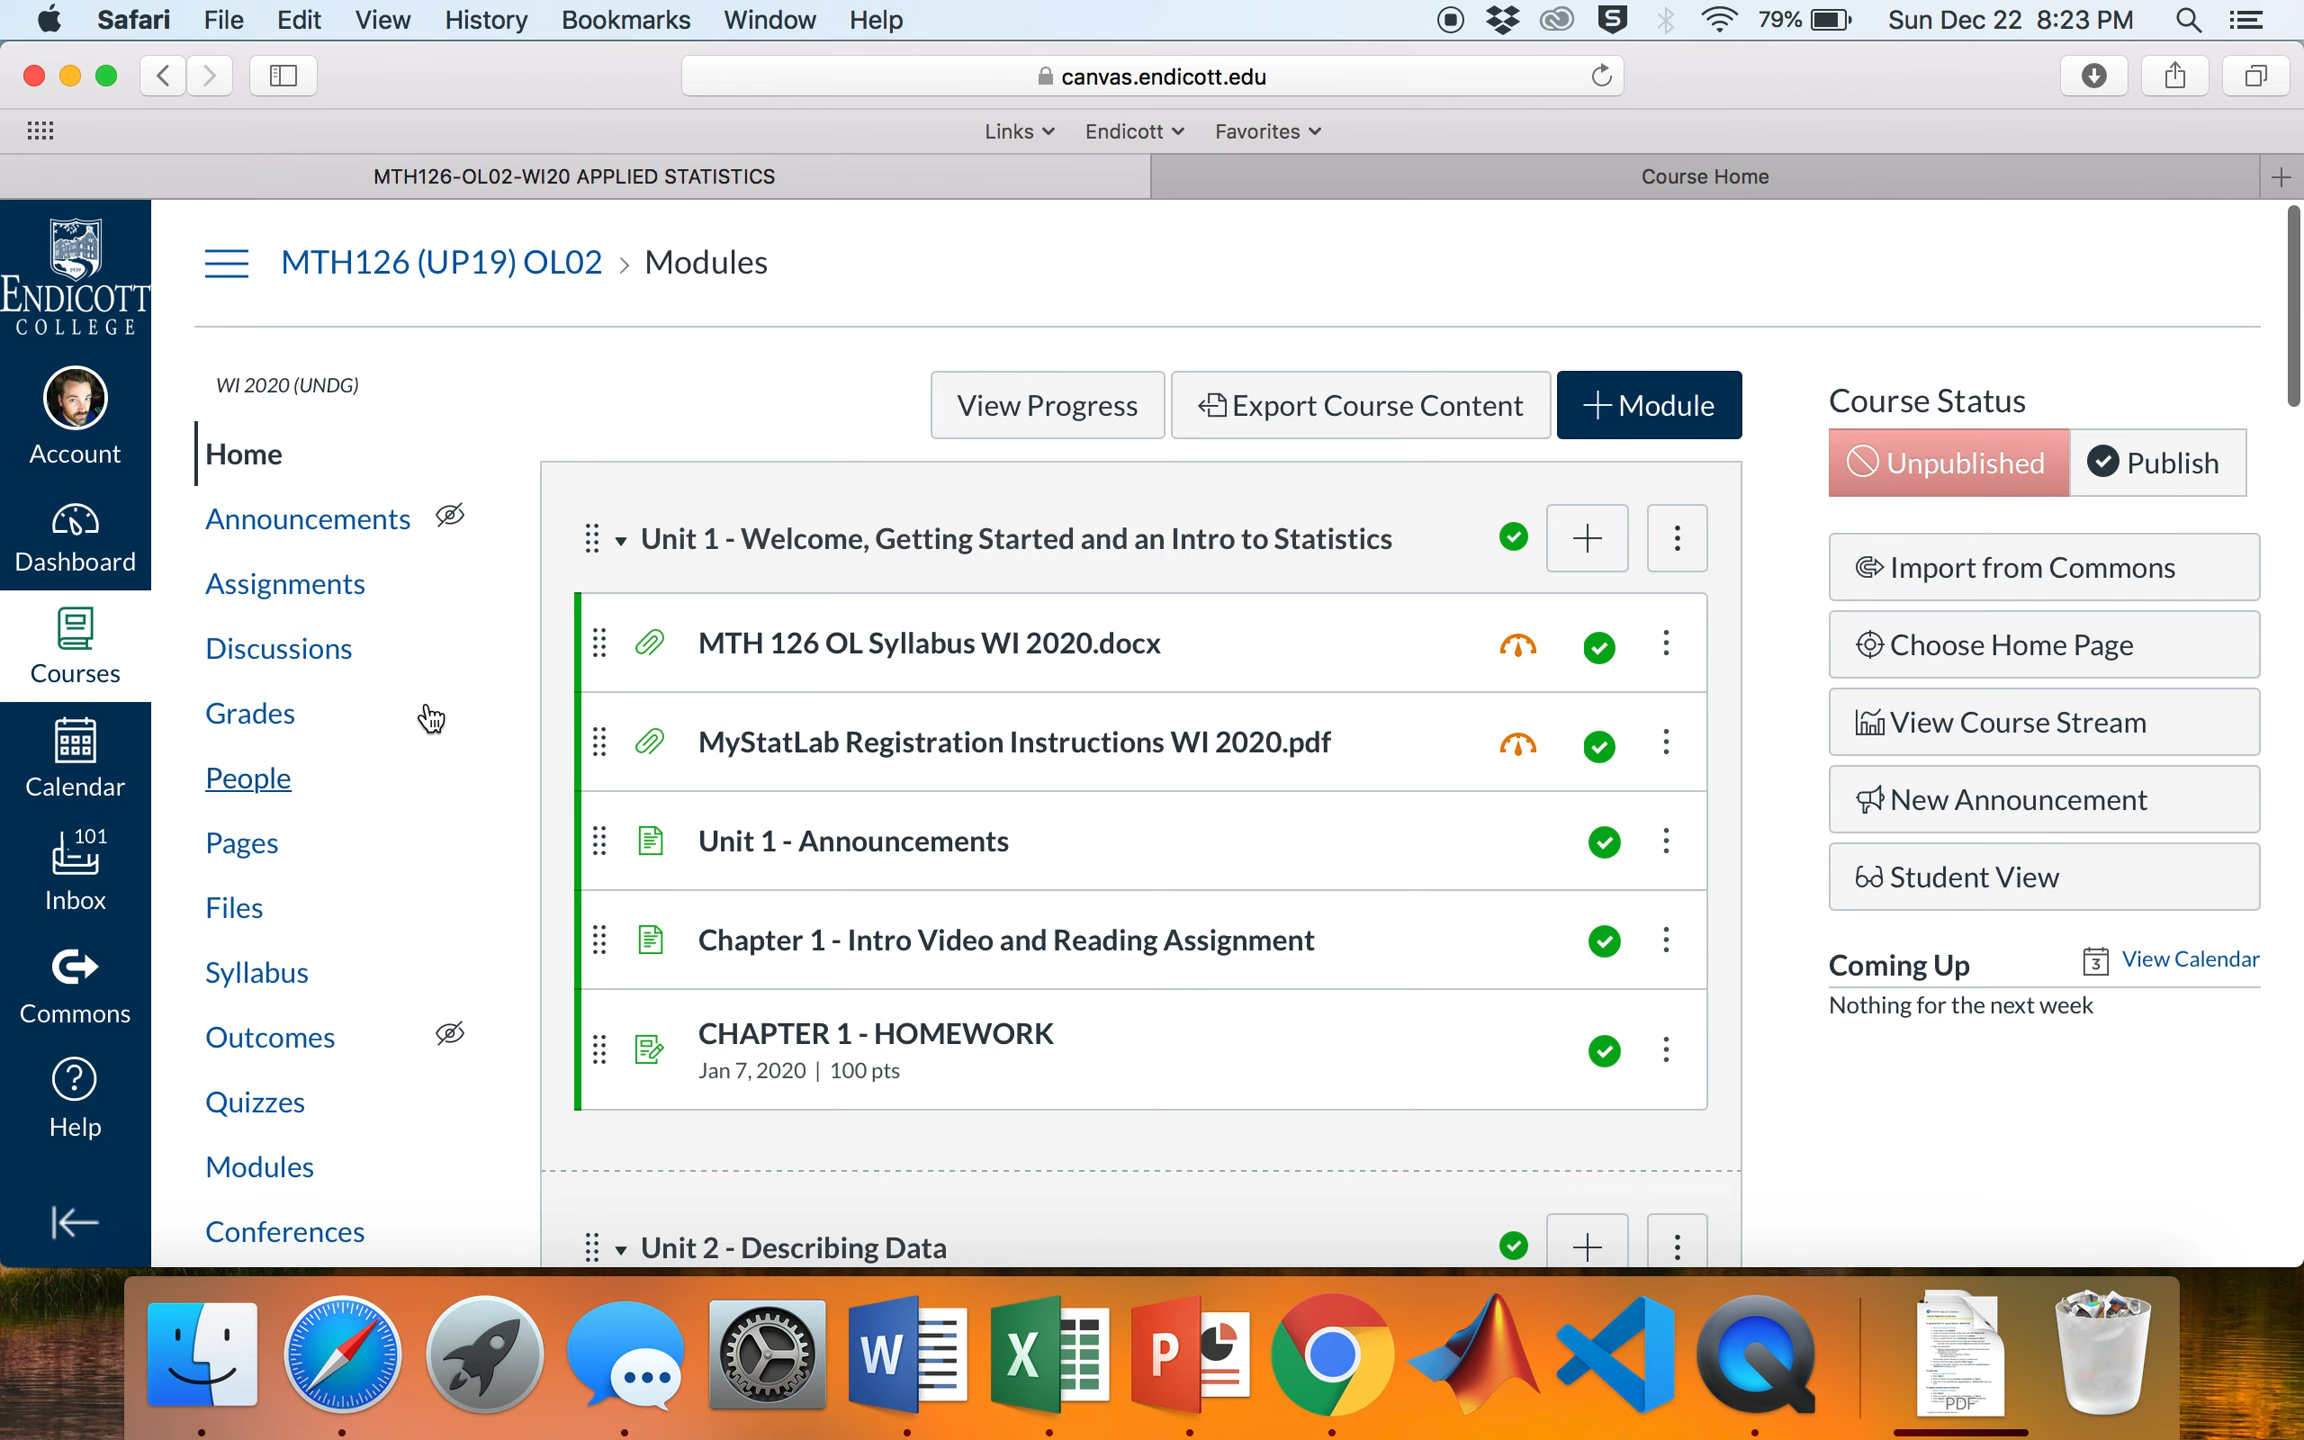 Safari File Edit View History Bookmarks Window Help 79% Sun Dec 22 8:23 PM
canvas.endicott.edu
Links Endicott Favorites
MTH126-OL02-WI20 APPLIED STATISTICS Course Home
ENDICOTT
COLLEGE
Account
Dashboard
Courses
Calendar
101
Inbox
Commons
Help
MTH126 (UP19) OL02 > Modules
WI 2020 (UNDG)
Home
Announcements
Assignments
Discussions
Grades
People
Pages
Files
Syllabus
Outcomes
Quizzes
Modules
Conferences
View Progress Export Course Content + Module
Unit 1 - Welcome, Getting Started and an Intro to Statistics
MTH 126 OL Syllabus WI 2020.docx
MyStatLab Registration Instructions WI 2020.pdf
Unit 1 - Announcements
Chapter 1 - Intro Video and Reading Assignment
CHAPTER 1 - HOMEWORK
Jan 7, 2020 | 100 pts
Unit 2 - Describing Data
Course Status
Unpublished Publish
Import from Commons
Choose Home Page
View Course Stream
New Announcement
Student View
Coming Up 3 View Calendar
Nothing for the next week
W X P PDF